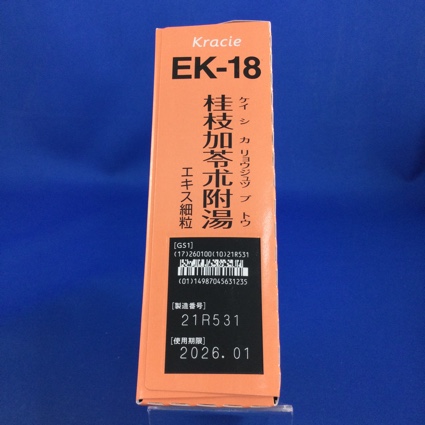 Kracie
EK-18
桂枝加苓朮附湯
ケイ シ カ リョウジュツ ブ トウ
エキス細粒
[GS1]
(17)260100(10)21R531
(01)14987045631235
[製造番号]
21R531
[使用期限]
2026.01